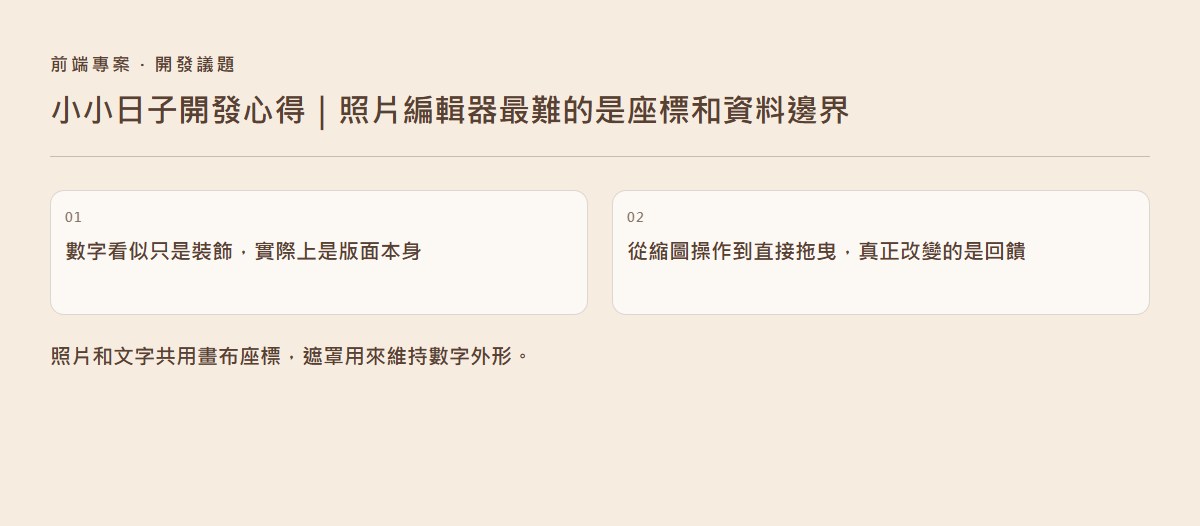 前端專案 · 開發議題
小小日子開發心得｜照片編輯器最難的是座標和資料邊界
01
數字看似只是裝�，實際上是版面本身
02
從縮圖操作到直接拖曳，真正改變的是回饋
照片和文字共用畫布座標，遮罩用來維持數字外形。